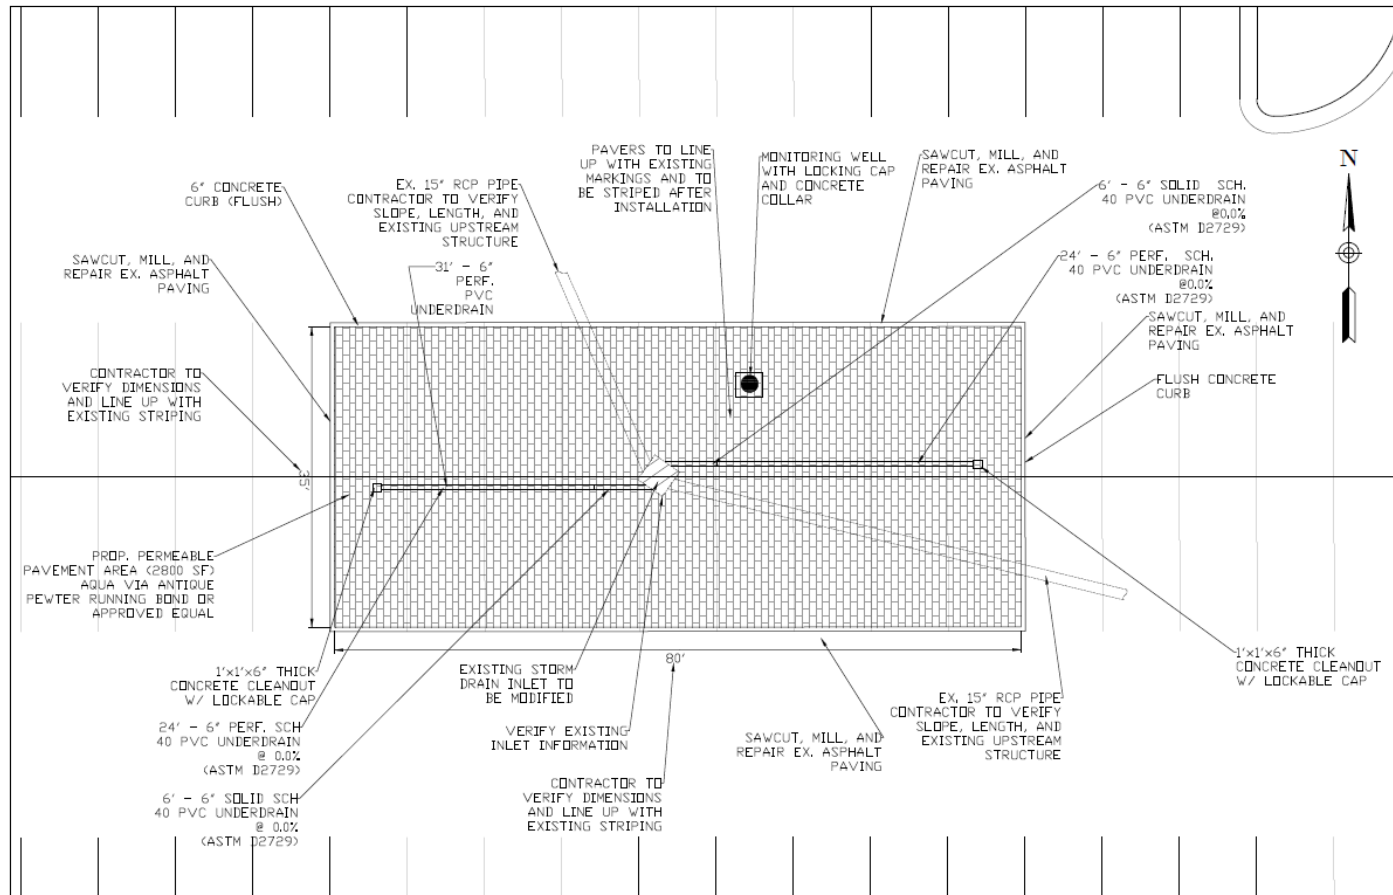 N
PAVERS TO LINE
UP WITH EXISTING
MARKINGS AND TO
BE STRIPED AFTER
INSTALLATION
MONITORING WELL
WITH LOCKING CAP
AND CONCRETE
COLLAR
SAWCUT, MILL, AND
REPAIR EX. ASPHALT
PAVING
6" CONCRETE
CURB (FLUSH)
EX. 15" RCP PIPE
CONTRACTOR TO VERIFY
SLOPE, LENGTH, AND
EXISTING UPSTREAM
STRUCTURE
6' - 6" SOLID SCH.
40 PVC UNDERDRAIN
@0.0%
(ASTM D2729)
SAWCUT, MILL, AND
REPAIR EX. ASPHALT
PAVING
31' - 6"
PERF.
PVC
UNDERDRAIN
24' - 6" PERF. SCH.
40 PVC UNDERDRAIN
@0.0%
(ASTM D2729)
SAWCUT, MILL, AND
REPAIR EX. ASPHALT
PAVING
CONTRACTOR TO
VERIFY DIMENSIONS
AND LINE UP WITH
EXISTING STRIPING
FLUSH CONCRETE
CURB
35'
PROP. PERMEABLE
PAVEMENT AREA (2800 SF)
AQUA VIA ANTIQUE
PEWTER RUNNING BOND OR
APPROVED EQUAL
80'
1'x1'x6" THICK
CONCRETE CLEANOUT
W/ LOCKABLE CAP
EXISTING STORM
DRAIN INLET TO
BE MODIFIED
1'x1'x6" THICK
CONCRETE CLEANOUT
W/ LOCKABLE CAP
EX. 15" RCP PIPE
CONTRACTOR TO VERIFY
SLOPE, LENGTH, AND
EXISTING UPSTREAM
STRUCTURE
24' - 6" PERF. SCH
40 PVC UNDERDRAIN
@ 0.0%
(ASTM D2729)
VERIFY EXISTING
INLET INFORMATION
SAWCUT, MILL, AND
REPAIR EX. ASPHALT
PAVING
6' - 6" SOLID SCH
40 PVC UNDERDRAIN
@ 0.0%
(ASTM D2729)
CONTRACTOR TO
VERIFY DIMENSIONS
AND LINE UP WITH
EXISTING STRIPING